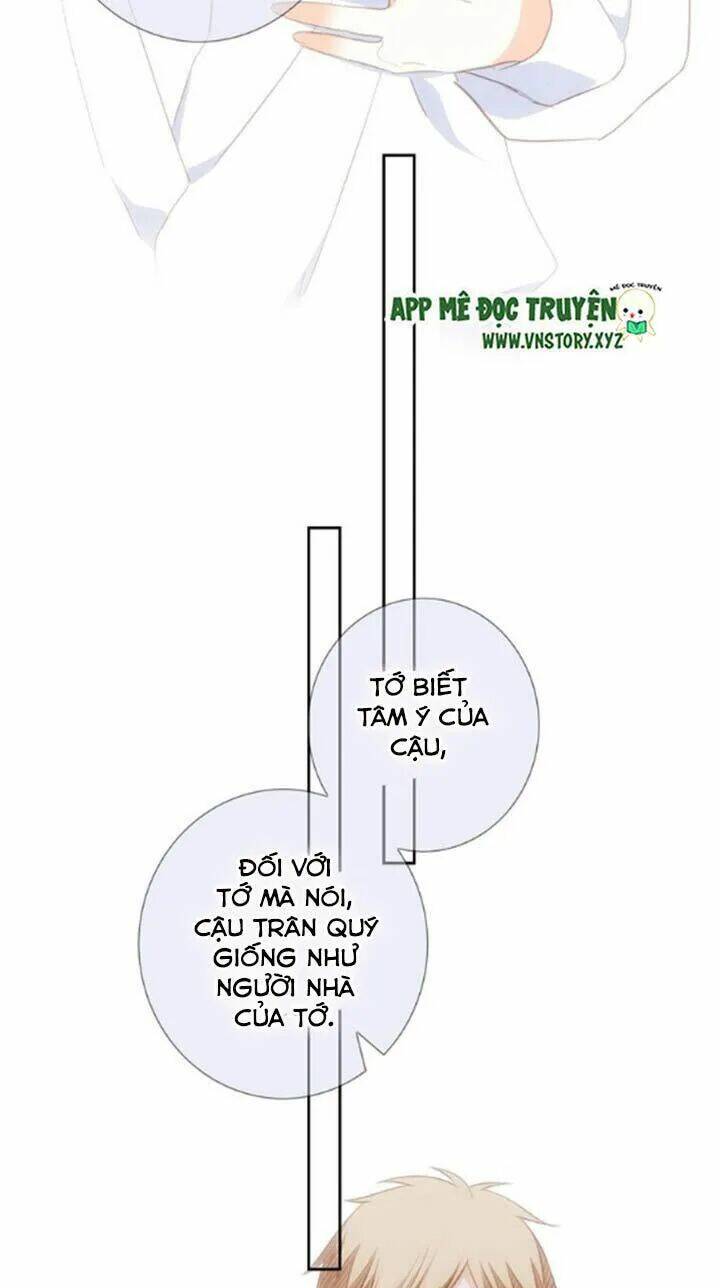 MÊ ĐỌC TRUYỆN
APP MÊ ĐỌC TRUYỆN
WWW.VNSTORY.XYZ
TỚ BIẾT
TÂM Ý CỦA
CẬU,
ĐỐI VỚI
TỚ MÀ NÓI,
CẬU TRÂN QUÝ
GIỐNG NHƯ
NGƯỜI NHÀ
CỦA TỚ.